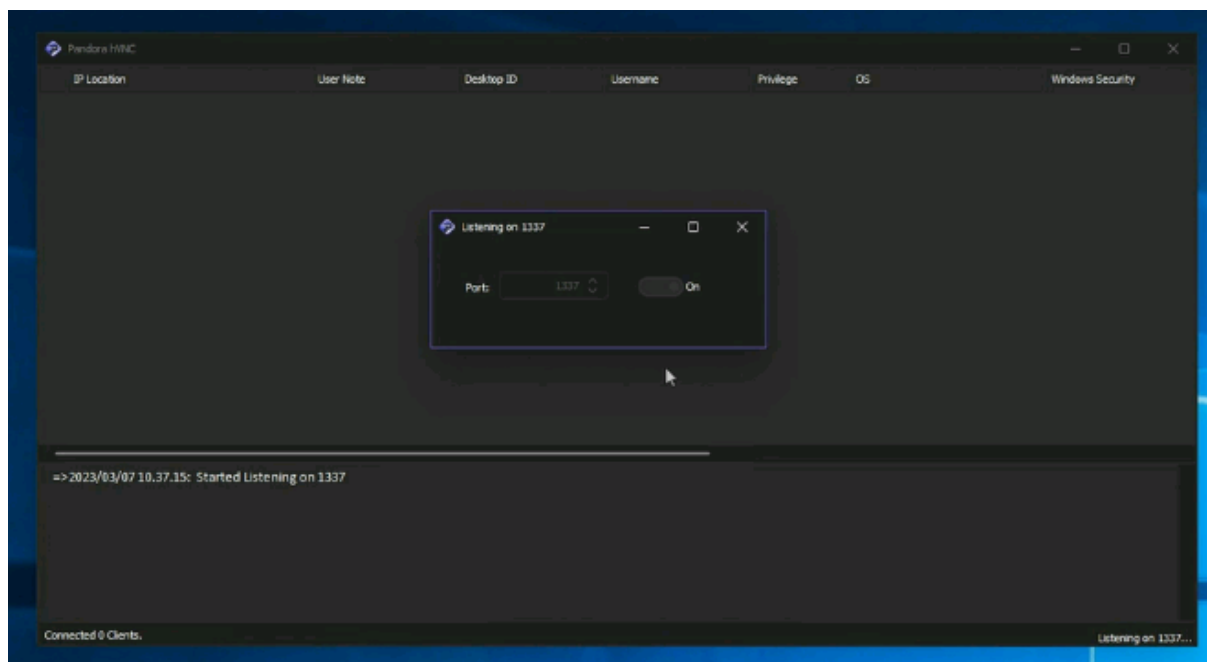 Pandora HVNC
IP Location User Note Desktop ID Username Privilege OS Windows Security
Listening on 1337
Port: 1337 On
=>2023/03/07 10.37.15: Started Listening on 1337
Connected 0 Clients.
Listening on 1337...